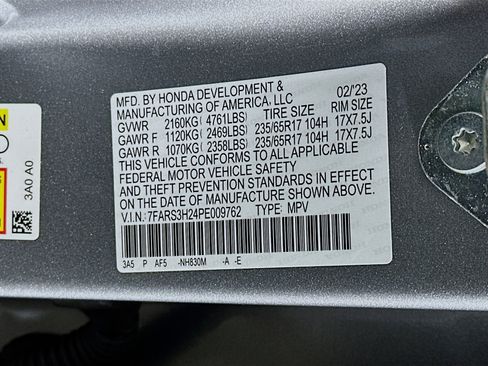 MFD. BY HONDA DEVELOPMENT & 02/'23
MANUFACTURING OF AMERICA, LLC
GVWR 2160KG( 4761LBS) TIRE SIZE RIM SIZE
GAWR F 1120KG( 2469LBS) 235/65R17 104H 17X7.5J
GAWR R 1070KG( 2358LBS) 235/65R17 104H 17X7.5J
THIS VEHICLE CONFORMS TO ALL APPLICABLE
FEDERAL MOTOR VEHICLE SAFETY
AND THEFT PREVENTION STANDARDS IN EFFECT
ON THE DATE OF MANUFACTURE SHOWN ABOVE.
V.I.N.: 7FARS3H24PE009762 TYPE: MPV
3A5 P AF5 -NH830M -A -E
3A0 A0